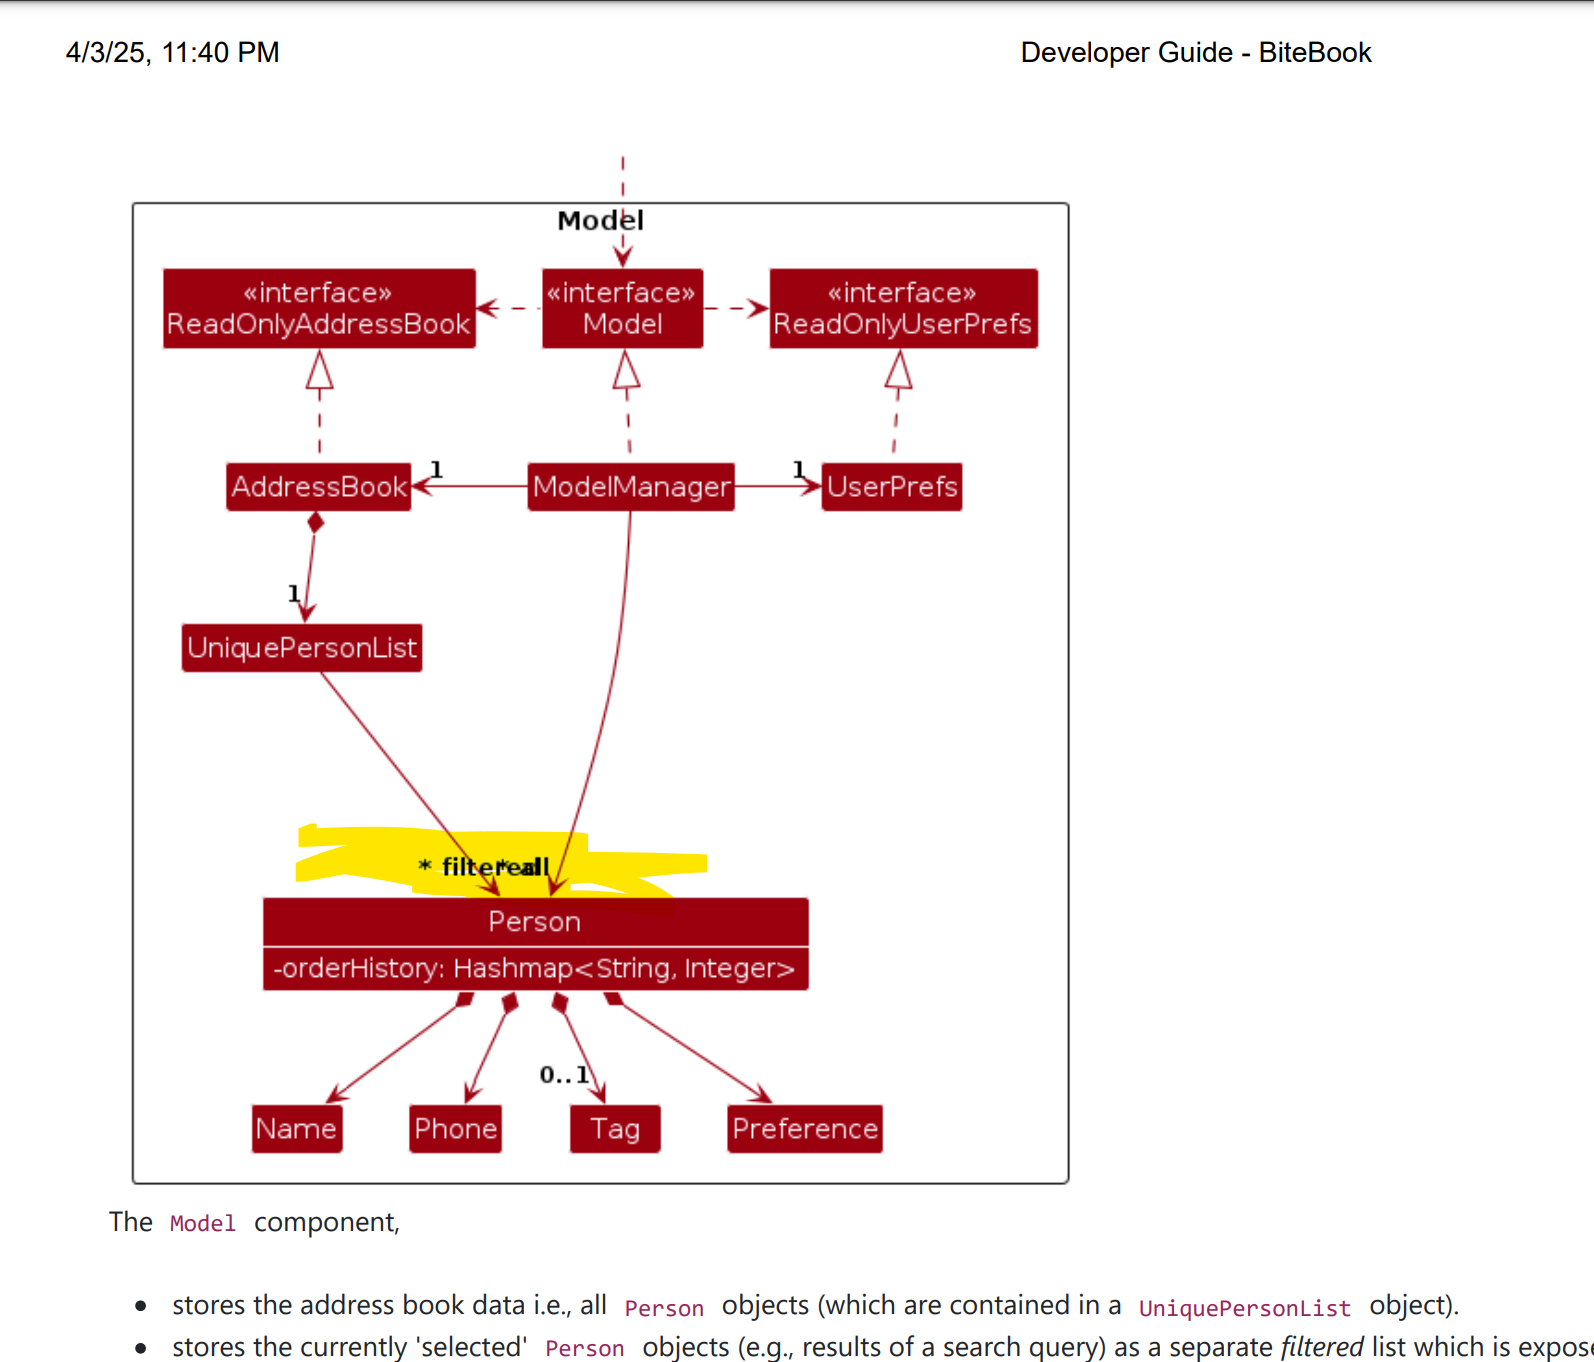 4/3/25, 11:40 PM
Developer Guide - BiteBook
Model
«interface»
ReadOnlyAddressBook
«interface»
Model
«interface»
ReadOnlyUserPrefs
AddressBook
1
ModelManager
1
UserPrefs
1
UniquePersonList
* filtered
* all
Person
-orderHistory: Hashmap<String, Integer>
0..1
Name
Phone
Tag
Preference
The Model component,
• stores the address book data i.e., all Person objects (which are contained in a UniquePersonList object).
• stores the currently 'selected' Person objects (e.g., results of a search query) as a separate filtered list which is